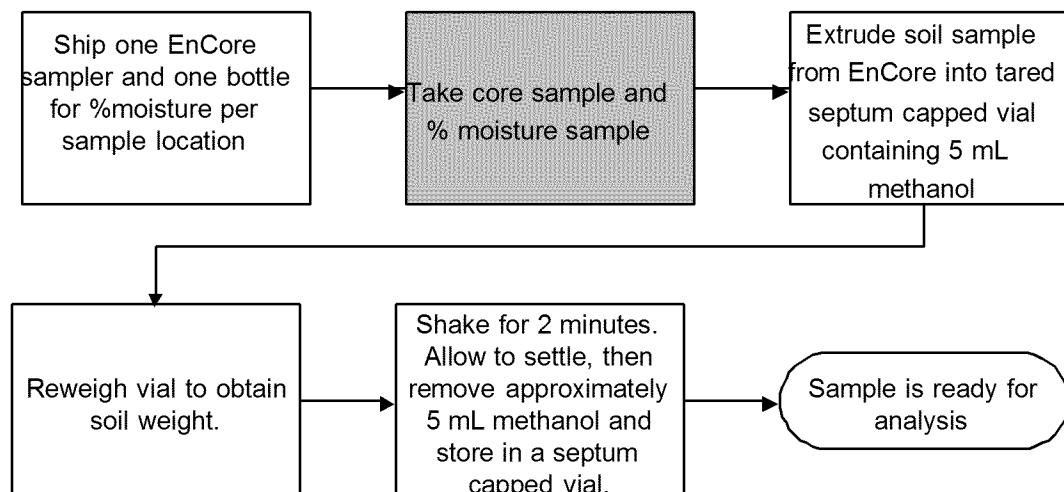 Ship one EnCore
sampler and one bottle
for %moisture per
sample location
Take core sample and
% moisture sample
Extrude soil sample
from EnCore into tared
septum capped vial
containing 5 mL
methanol
Reweigh vial to obtain
soil weight.
Shake for 2 minutes.
Allow to settle, then
remove approximately
5 mL methanol and
store in a septum
capped vial.
Sample is ready for
analysis